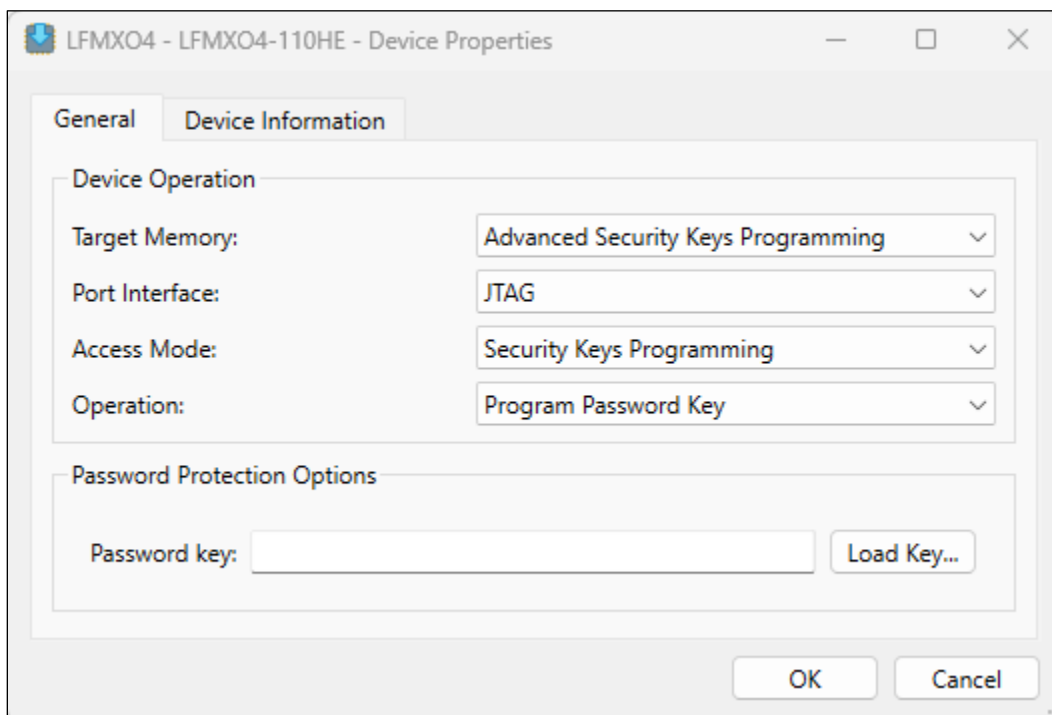 LFMXO4 - LFMXO4-110HE - Device Properties
General Device Information
Device Operation
Target Memory: Advanced Security Keys Programming
Port Interface: JTAG
Access Mode: Security Keys Programming
Operation: Program Password Key
Password Protection Options
Password key: Load Key...
OK Cancel